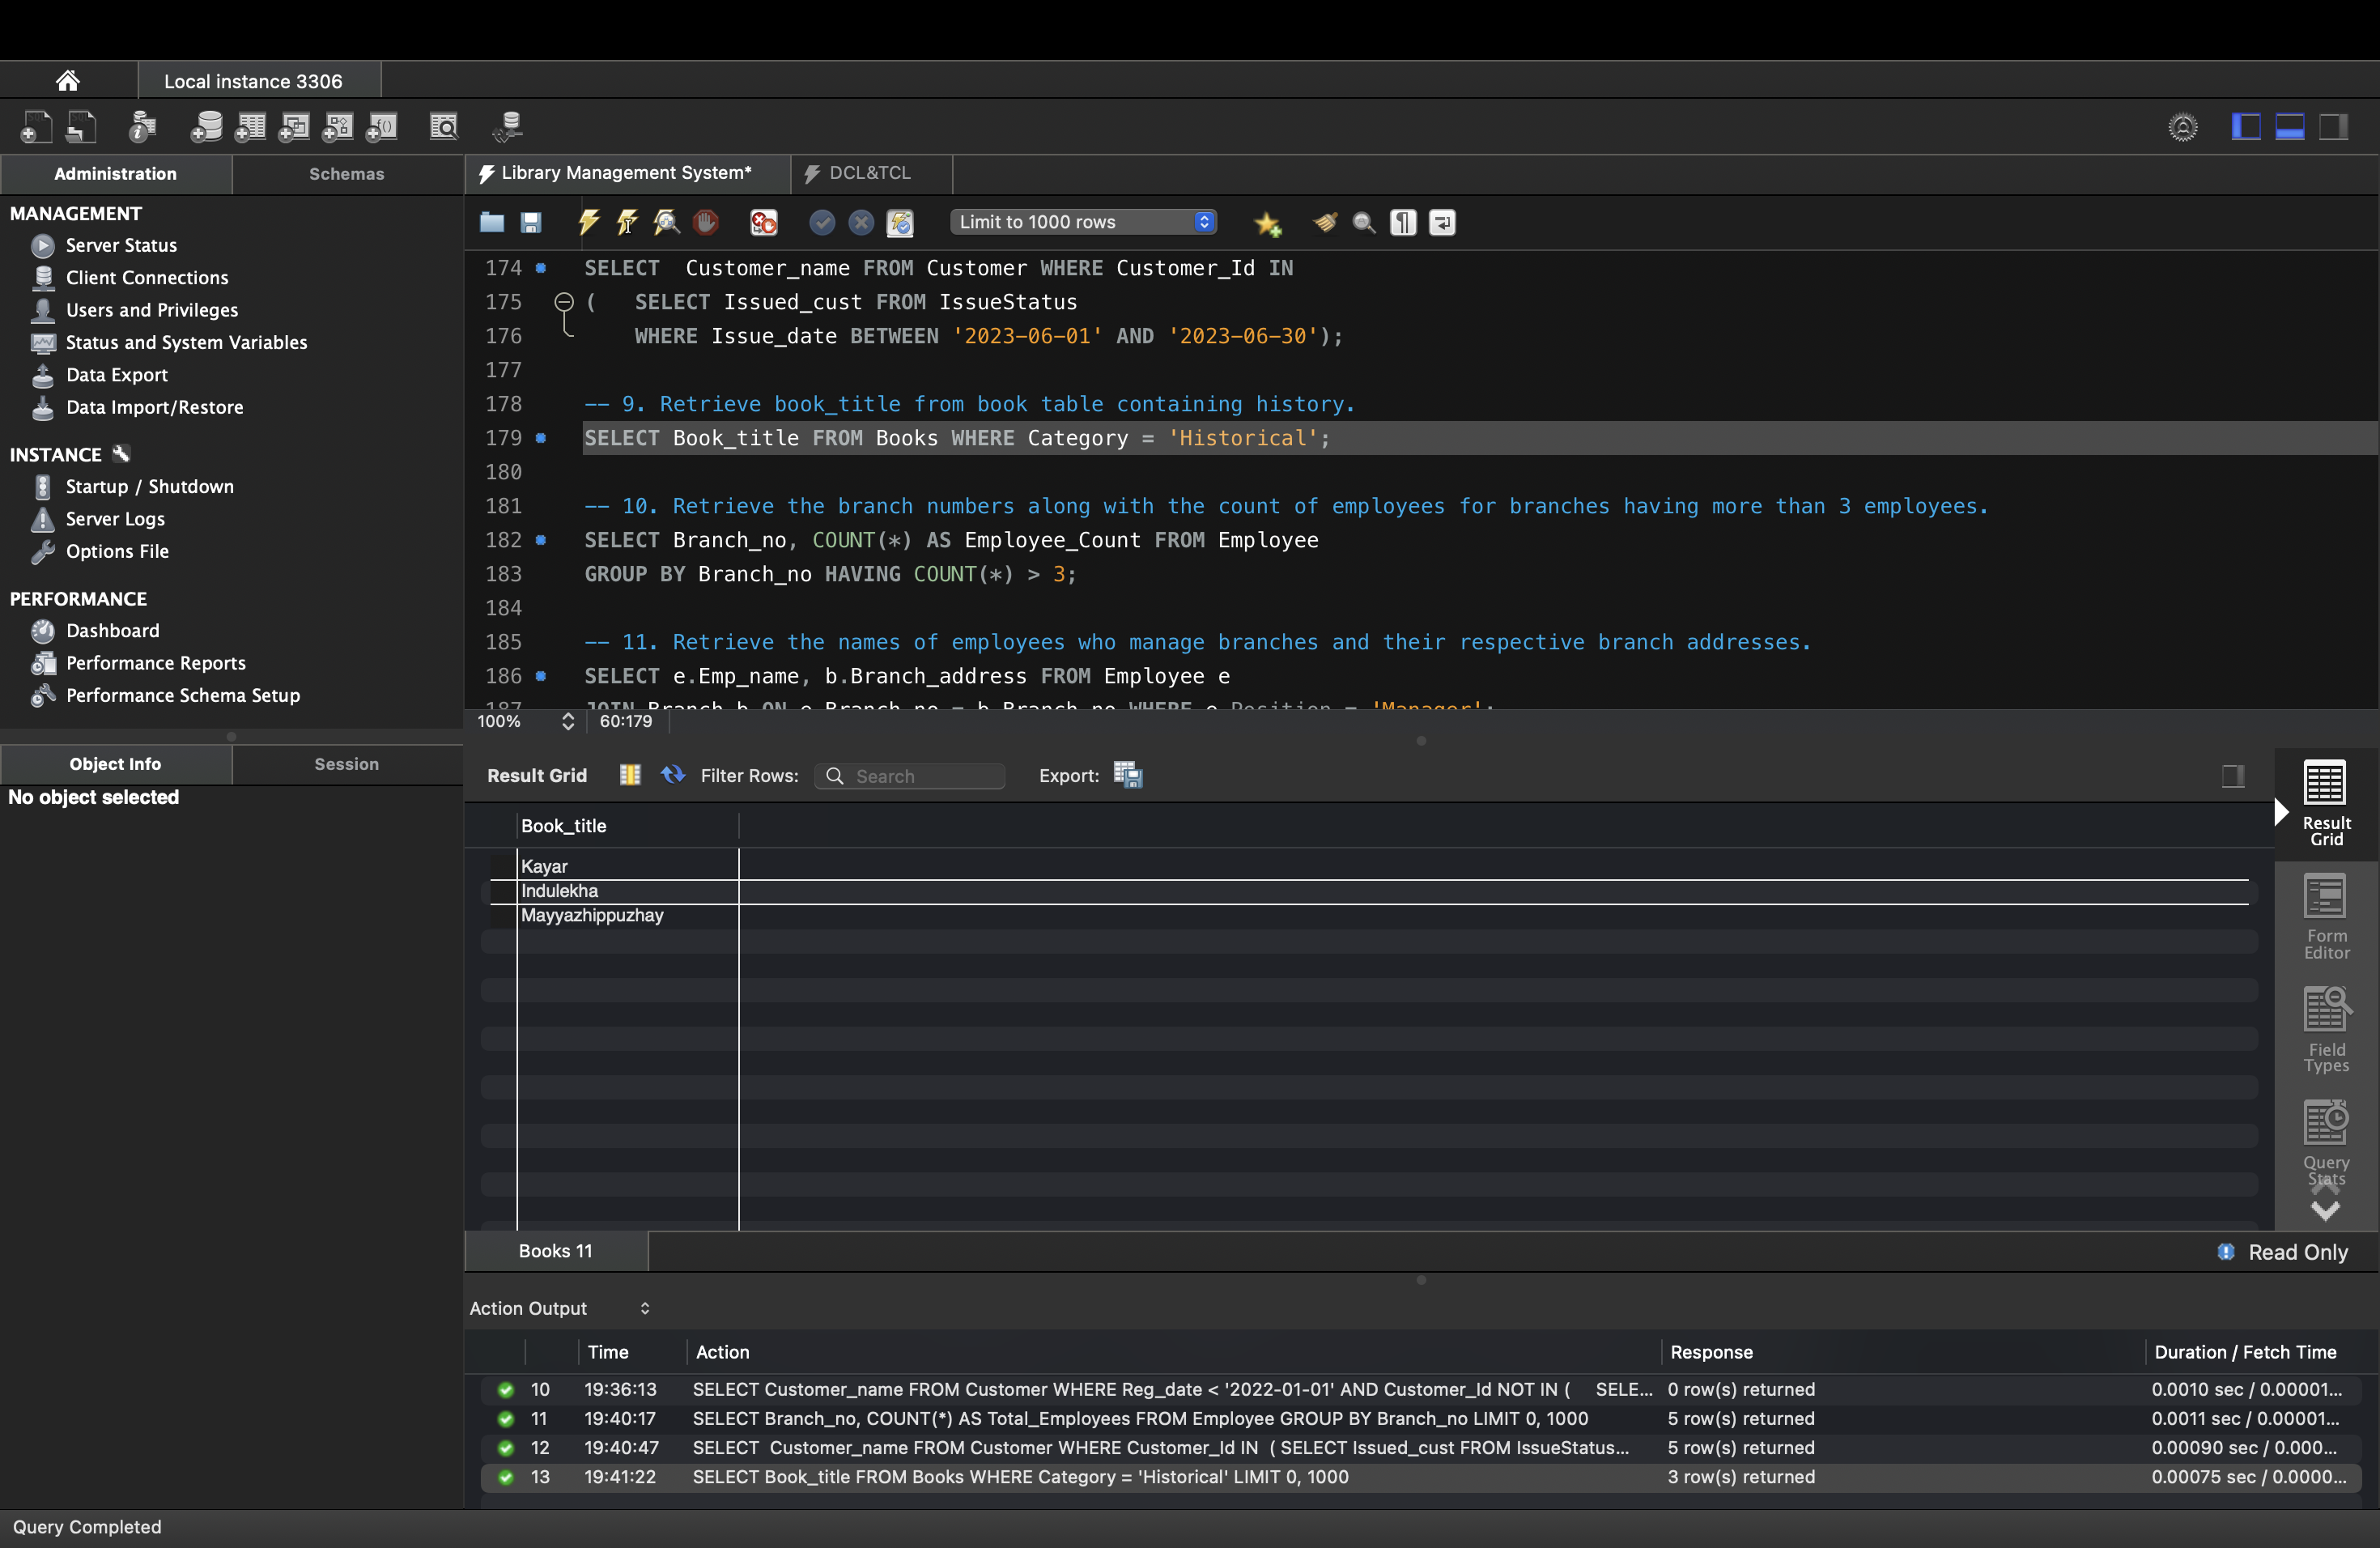 Local instance 3306
Administration
Schemas
Library Management System*
DCL&TCL
MANAGEMENT
Server Status
Client Connections
Users and Privileges
Status and System Variables
Data Export
Data Import/Restore
INSTANCE
Startup / Shutdown
Server Logs
Options File
PERFORMANCE
Dashboard
Performance Reports
Performance Schema Setup
Object Info
Session
No object selected
Limit to 1000 rows
174 SELECT  Customer_name FROM Customer WHERE Customer_Id IN
175 (   SELECT Issued_cust FROM IssueStatus
176 WHERE Issue_date BETWEEN '2023-06-01' AND '2023-06-30');
177
178 -- 9. Retrieve book_title from book table containing history.
179 SELECT Book_title FROM Books WHERE Category = 'Historical';
180
181 -- 10. Retrieve the branch numbers along with the count of employees for branches having more than 3 employees.
182 SELECT Branch_no, COUNT(*) AS Employee_Count FROM Employee
183 GROUP BY Branch_no HAVING COUNT(*) > 3;
184
185 -- 11. Retrieve the names of employees who manage branches and their respective branch addresses.
186 SELECT e.Emp_name, b.Branch_address FROM Employee e
187 JOIN Branch b ON e.Branch_no = b.Branch_no WHERE e.Position = 'Manager';
100%
60:179
Result Grid
Filter Rows:
Search
Export:
Book_title
Kayar
Indulekha
Mayyazhippuzhay
Result
Grid
Form
Editor
Field
Types
Query
Stats
Books 11
Read Only
Action Output
Time Action Response Duration / Fetch Time
10 19:36:13 SELECT Customer_name FROM Customer WHERE Reg_date < '2022-01-01' AND Customer_Id NOT IN (     SELE... 0 row(s) returned 0.0010 sec / 0.00001...
11 19:40:17 SELECT Branch_no, COUNT(*) AS Total_Employees FROM Employee GROUP BY Branch_no LIMIT 0, 1000 5 row(s) returned 0.0011 sec / 0.00001...
12 19:40:47 SELECT  Customer_name FROM Customer WHERE Customer_Id IN  ( SELECT Issued_cust FROM IssueStatus... 5 row(s) returned 0.00090 sec / 0.000...
13 19:41:22 SELECT Book_title FROM Books WHERE Category = 'Historical' LIMIT 0, 1000 3 row(s) returned 0.00075 sec / 0.0000...
Query Completed